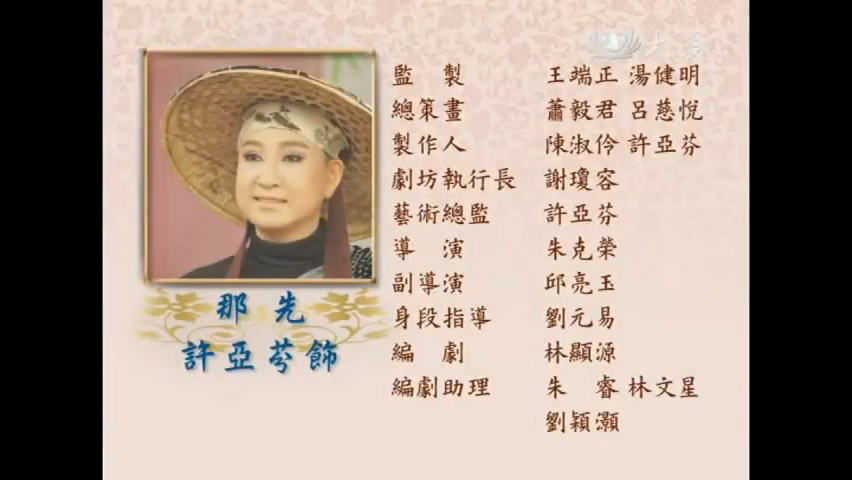 大愛
監 製 王端正 湯健明
總策畫 蕭毅君 呂慈悅
製作人 陳淑伶 許亞芬
劇坊執行長 謝瓊容
藝術總監 許亞芬
導 演 朱克榮
副導演 邱亮玉
身段指導 劉元易
編 劇 林顯源
編劇助理 朱 睿 林文星
劉穎灝
那 先
許亞芬 飾